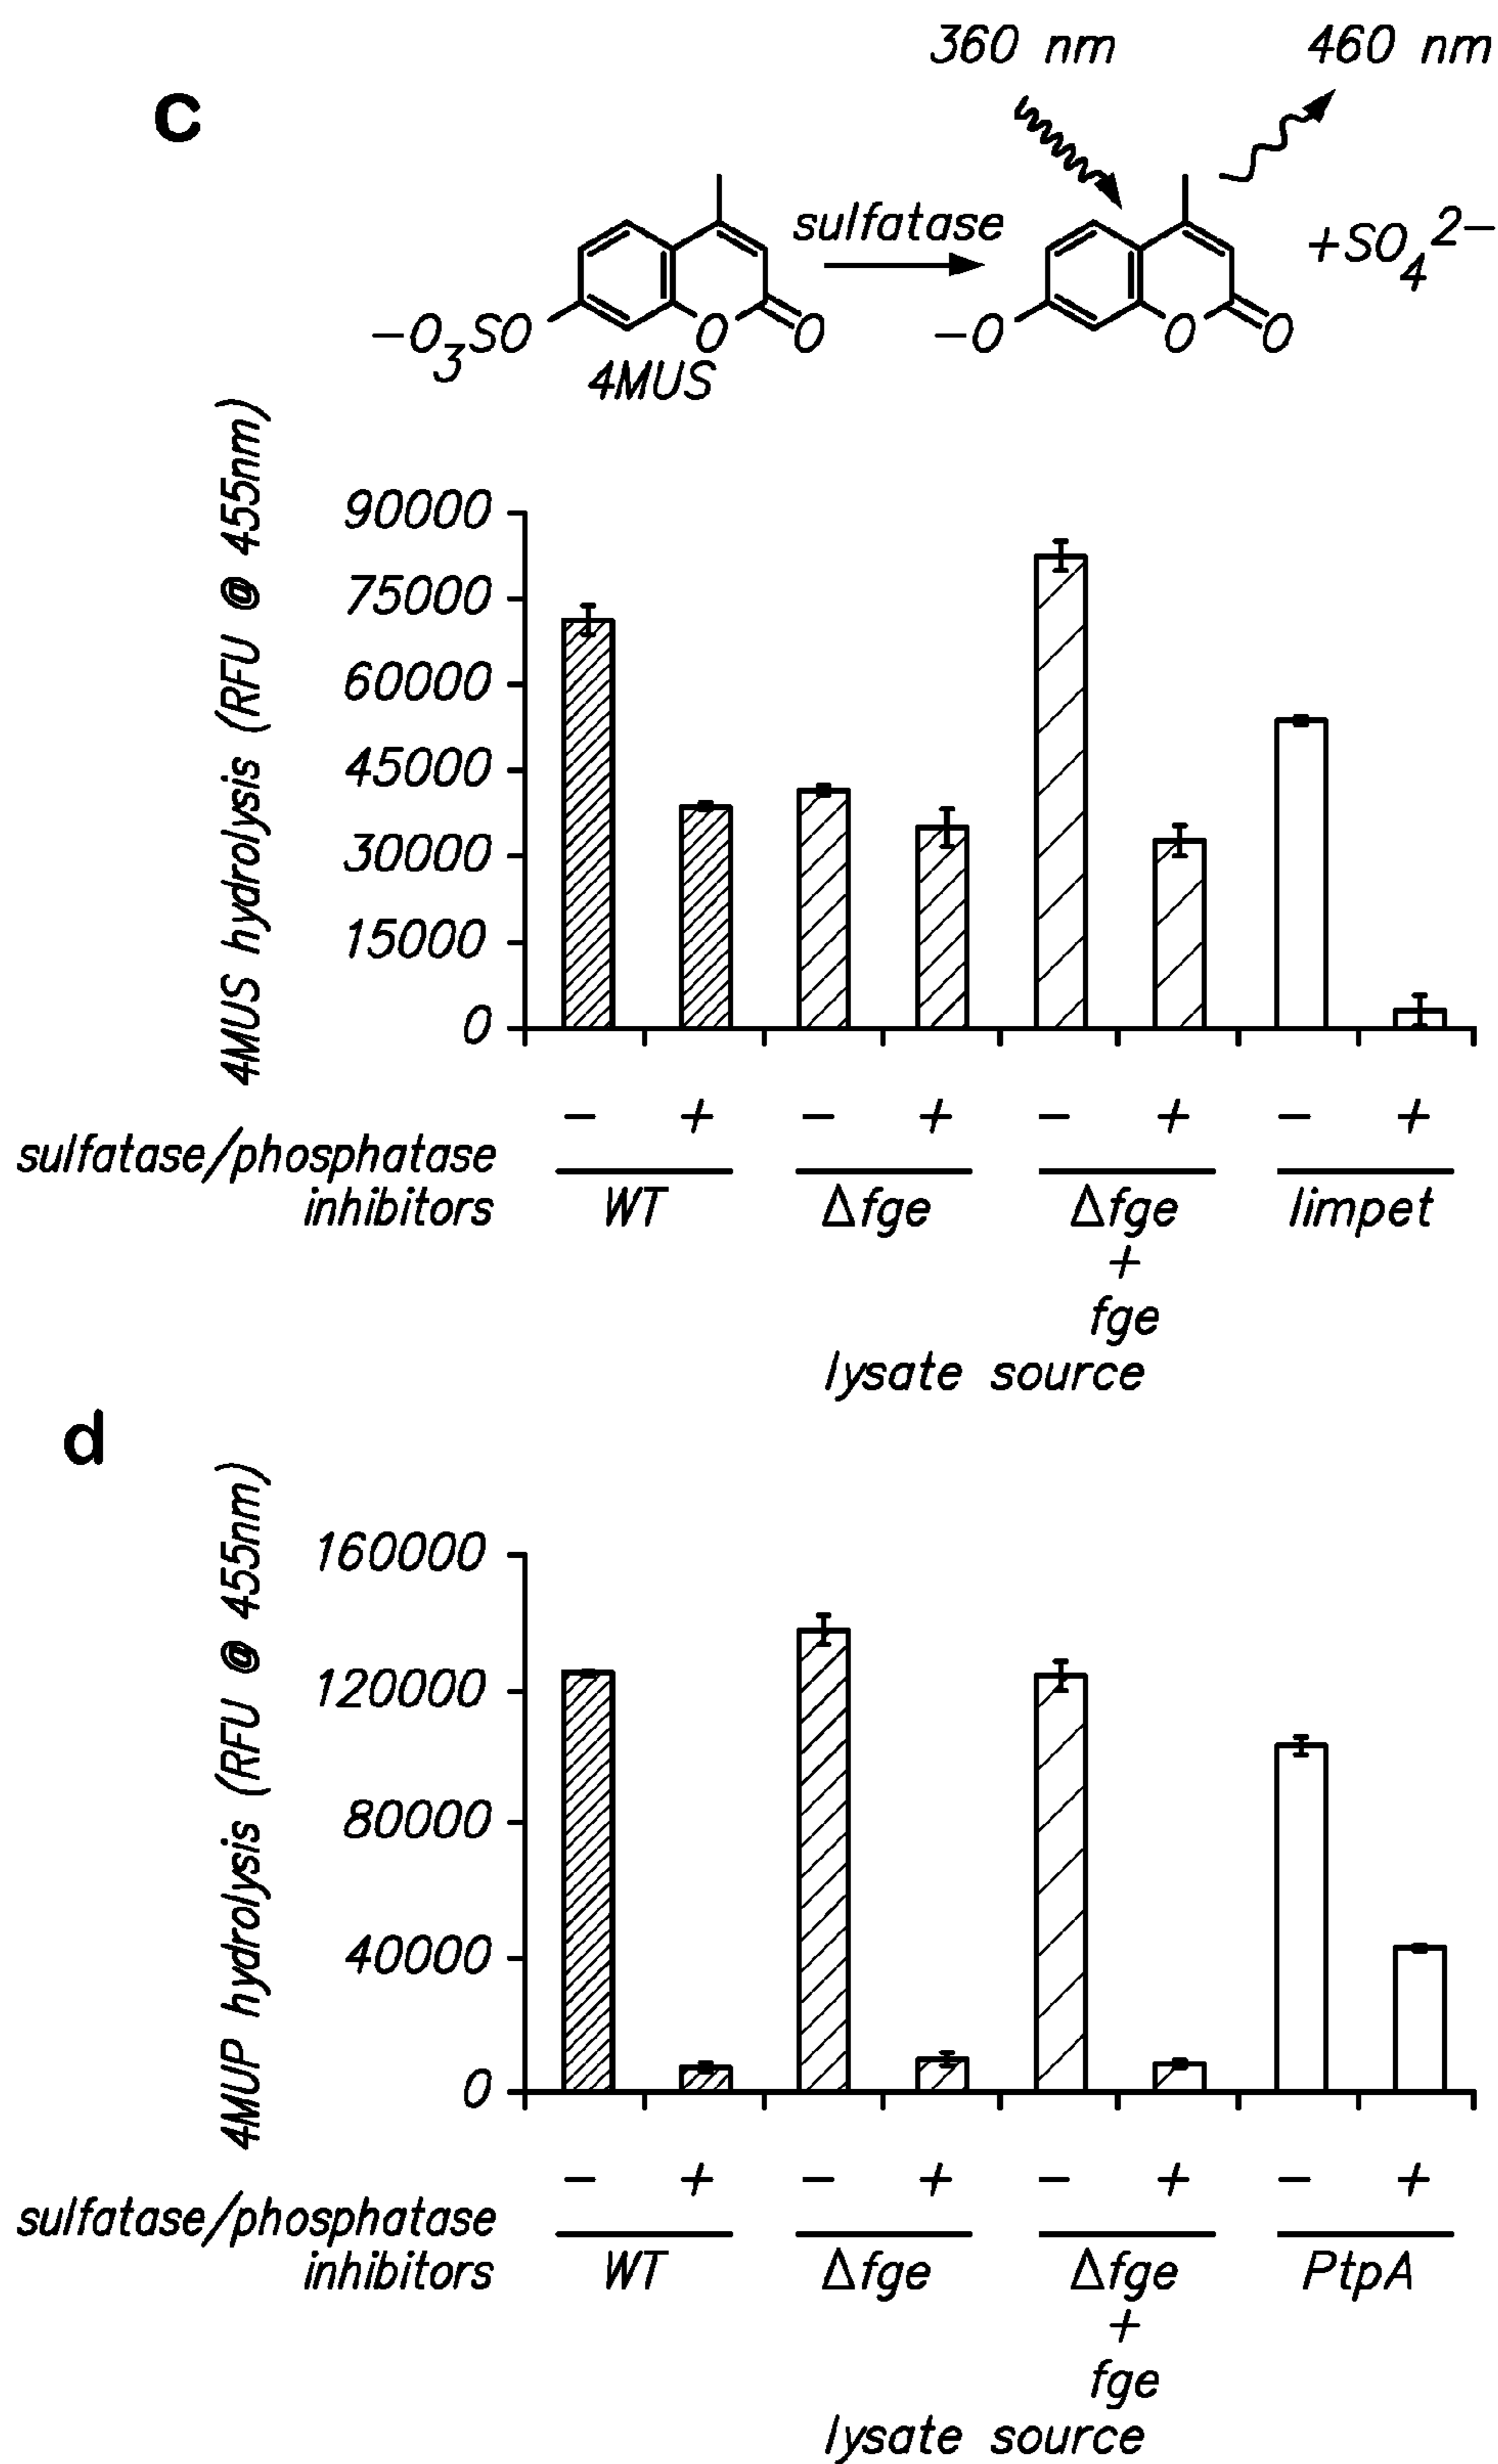 c
360 nm 460 nm
sulfatase
+SO4 2−
−O3SO O O
−O O O
4MUS
4MUS hydrolysis (RFU @ 455nm)
90000
75000
60000
45000
30000
15000
0
− + − + − + − +
sulfatase/phosphatase
inhibitors
WT Δfge Δfge limpet
+
fge
lysate source
d
4MUP hydrolysis (RFU @ 455nm)
160000
120000
80000
40000
0
− + − + − + − +
sulfatase/phosphatase
inhibitors
WT Δfge Δfge PtpA
+
fge
lysate source